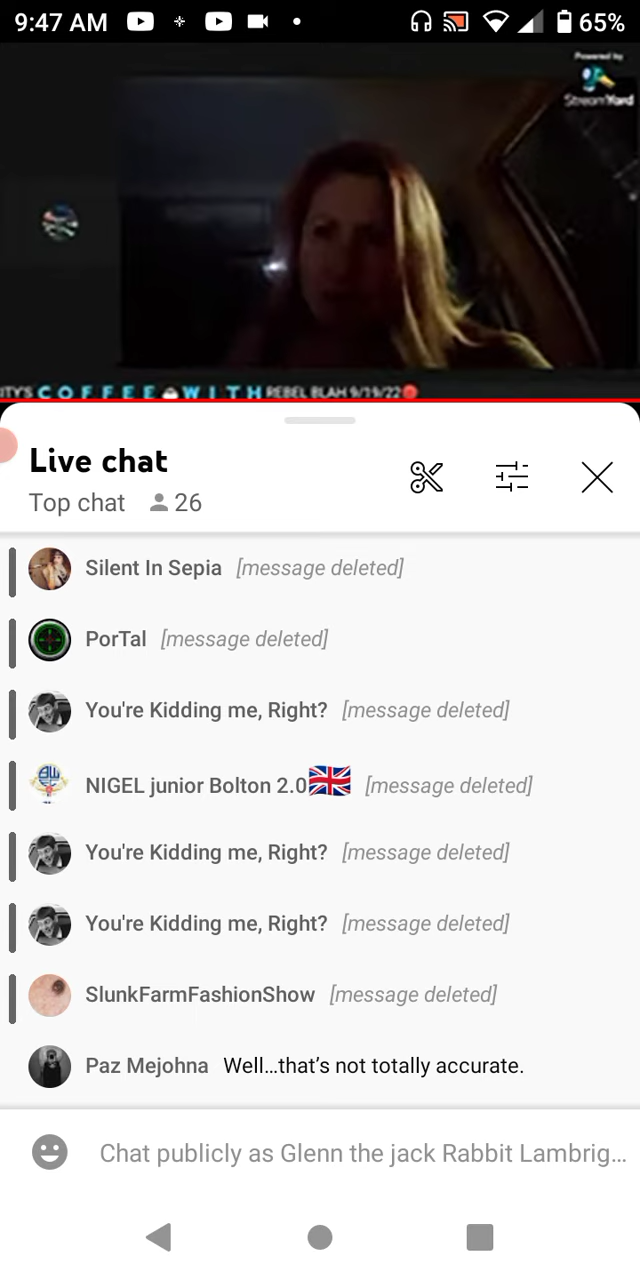 9:47 AM
65%
Powered by
StreamYard
ITY'S C O F F E E W I T H REBEL BLAH 9/19/22
Live chat
Top chat 26
Silent In Sepia [message deleted]
PorTal [message deleted]
You're Kidding me, Right? [message deleted]
NIGEL junior Bolton 2.0🇬🇧 [message deleted]
You're Kidding me, Right? [message deleted]
You're Kidding me, Right? [message deleted]
SlunkFarmFashionShow [message deleted]
Paz Mejohna Well…that's not totally accurate.
Chat publicly as Glenn the jack Rabbit Lambrig...